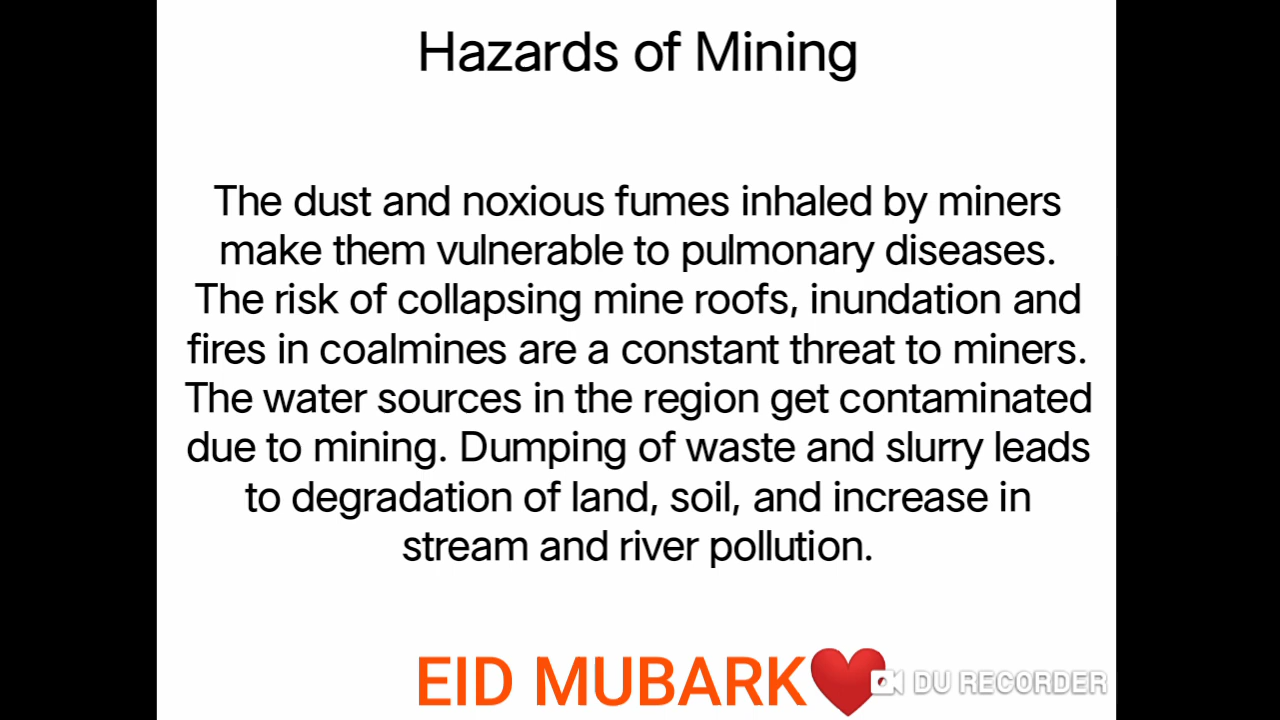 Hazards of Mining
The dust and noxious fumes inhaled by miners
make them vulnerable to pulmonary diseases.
The risk of collapsing mine roofs, inundation and
fires in coalmines are a constant threat to miners.
The water sources in the region get contaminated
due to mining. Dumping of waste and slurry leads
to degradation of land, soil, and increase in
stream and river pollution.
EID MUBARK❤️
DU RECORDER